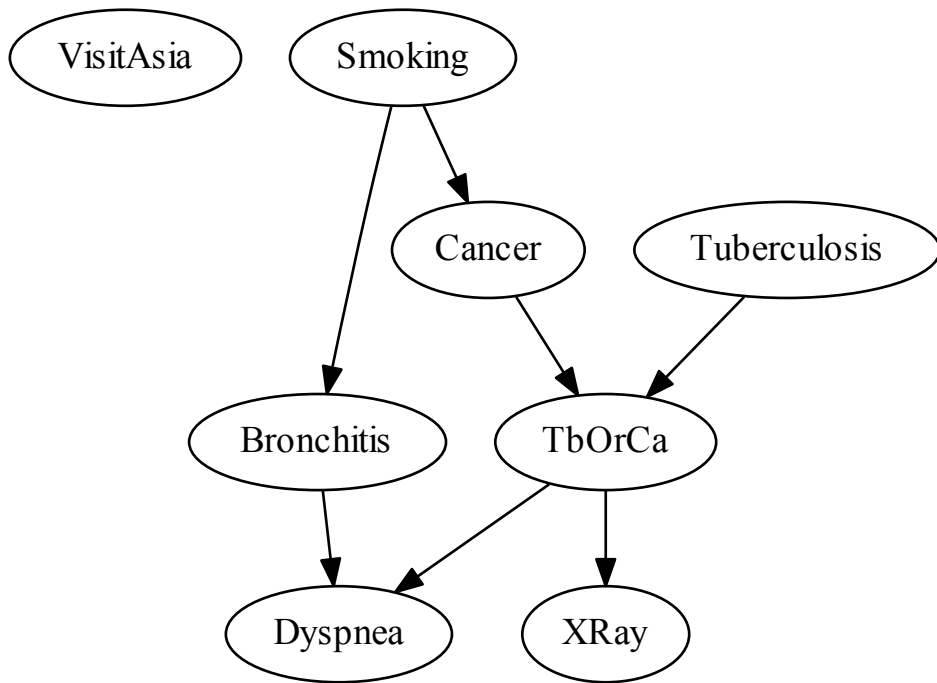 VisitAsia
Smoking
Cancer
Tuberculosis
Bronchitis
TbOrCa
Dyspnea
XRay